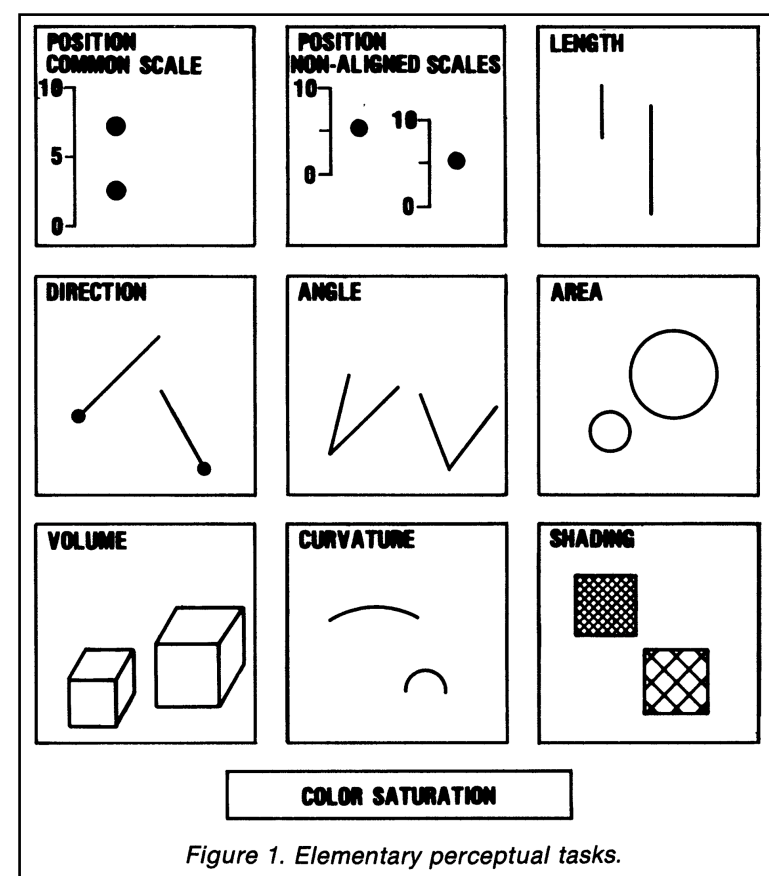 POSITION
COMMON SCALE
10
5
0
POSITION
NON-ALIGNED SCALES
10
0
10
0
LENGTH
DIRECTION
ANGLE
AREA
VOLUME
CURVATURE
SHADING
COLOR SATURATION
Figure 1. Elementary perceptual tasks.